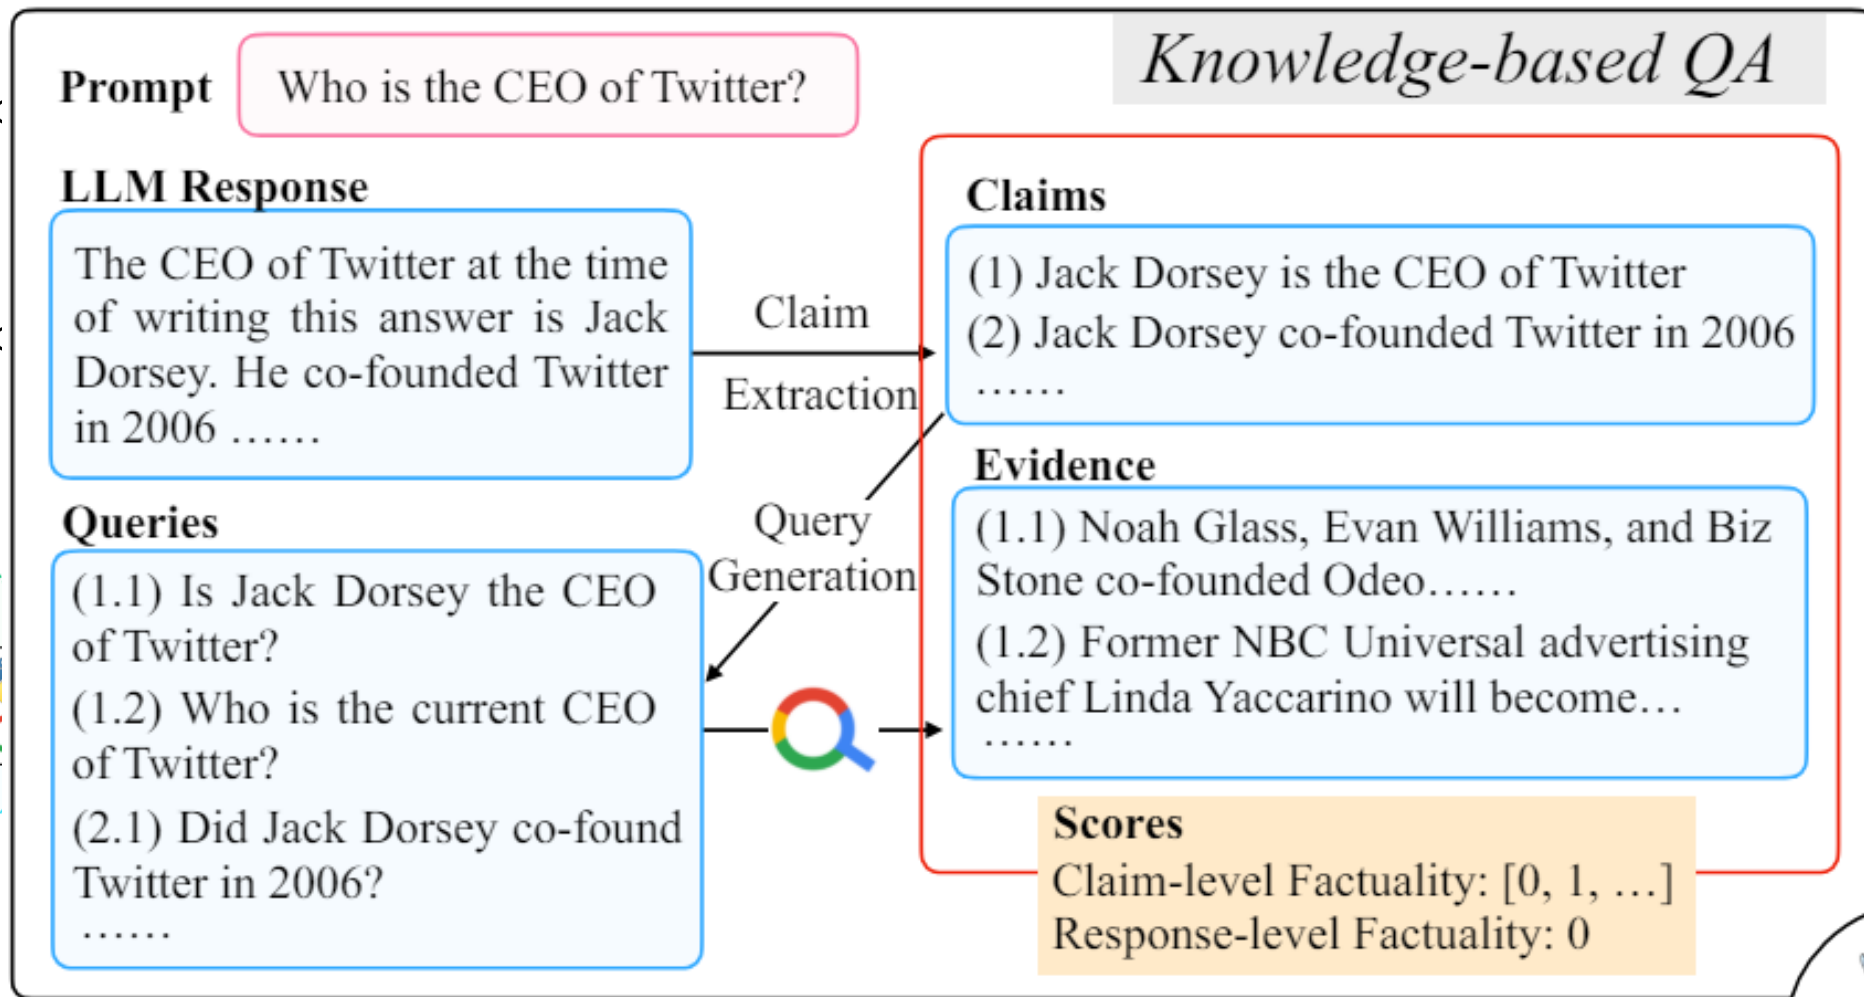 Knowledge-based QA
Prompt
Who is the CEO of Twitter?
LLM Response
The CEO of Twitter at the time
of writing this answer is Jack
Dorsey. He co-founded Twitter
in 2006 ……
Claim
Extraction
Claims
(1) Jack Dorsey is the CEO of Twitter
(2) Jack Dorsey co-founded Twitter in 2006
……
Query
Generation
Queries
(1.1) Is Jack Dorsey the CEO
of Twitter?
(1.2) Who is the current CEO
of Twitter?
(2.1) Did Jack Dorsey co-found
Twitter in 2006?
……
Evidence
(1.1) Noah Glass, Evan Williams, and Biz
Stone co-founded Odeo……
(1.2) Former NBC Universal advertising
chief Linda Yaccarino will become…
……
Scores
Claim-level Factuality: [0, 1, …]
Response-level Factuality: 0